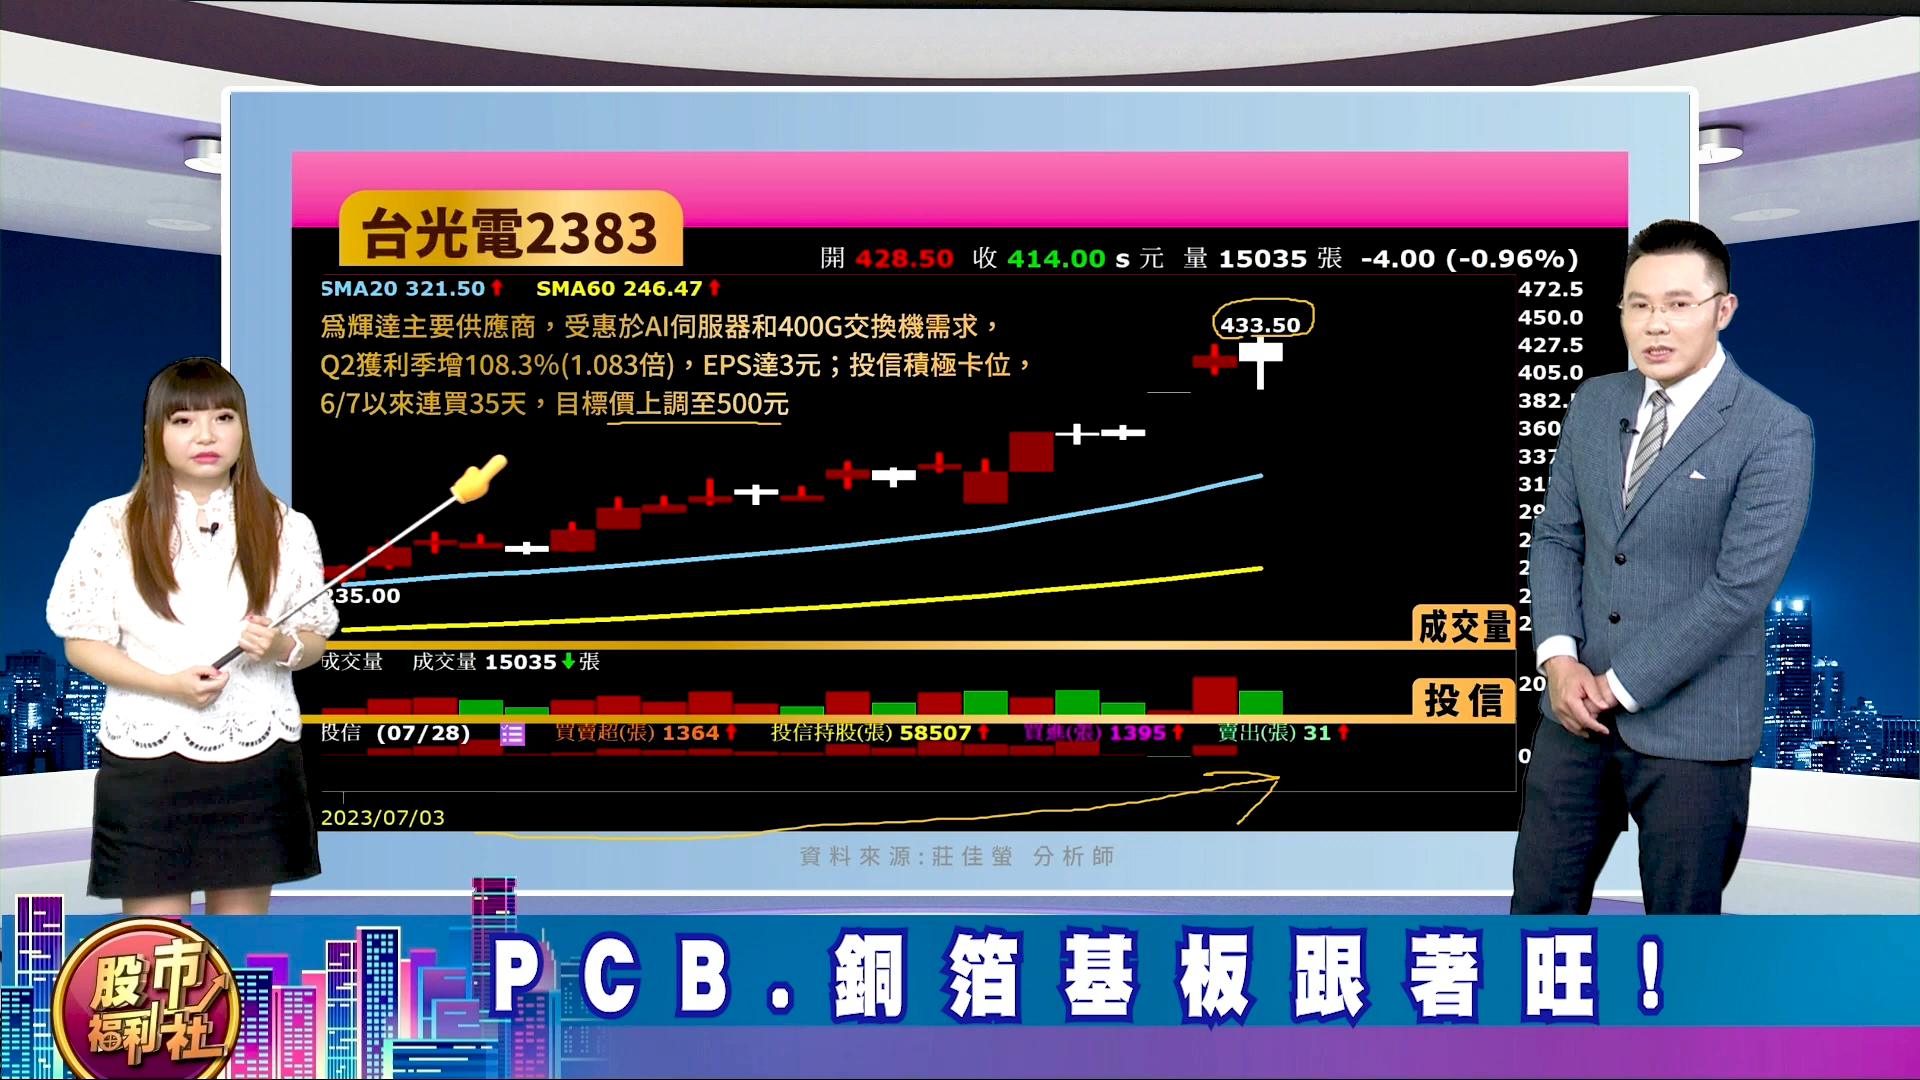 台光電2383
開 428.50 收 414.00 s 元 量 15035 張 -4.00 (-0.96%)
SMA20 321.50 SMA60 246.47
為輝達主要供應商，受惠於AI伺服器和400G交換機需求，
Q2獲利季增108.3%(1.083倍)，EPS達3元；投信積極卡位，
6/7以來連買35天，目標價上調至500元
433.50
472.5
450.0
427.5
405.0
235.00
成交量
成交量 成交量 15035 張
投信
投信 (07/28) 買賣超(張) 1364 投信持股(張) 58507 買進(張) 1395 賣出(張) 31
2023/07/03
資料來源:莊佳螢 分析師
股市
福利社
PCB.銅箔基板跟著旺!